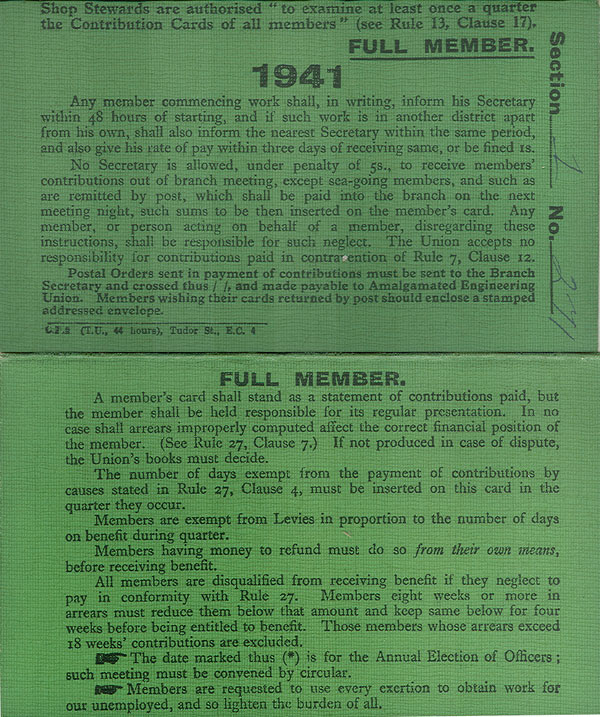 Shop Stewards are authorised " to examine at least once a quarter
the Contribution Cards of all members " (see Rule 13, Clause 17).
FULL MEMBER.
1941
Any member commencing work shall, in writing, inform his Secretary
within 48 hours of starting, and if such work is in another district apart
from his own, shall also inform the nearest Secretary within the same period,
and also give his rate of pay within three days of receiving same, or be fined 1s.
No Secretary is allowed, under penalty of 5s., to receive members'
contributions out of branch meeting, except sea-going members, and such as
are remitted by post, which shall be paid into the branch on the next
meeting night, such sums to be then inserted on the member's card. Any
member, or person acting on behalf of a member, disregarding these
instructions, shall be responsible for such neglect. The Union accepts no
responsibility for contributions paid in contravention of Rule 7, Clause 12.
Postal Orders sent in payment of contributions must be sent to the Branch
Secretary and crossed thus / /, and made payable to Amalgamated Engineering
Union. Members wishing their cards returned by post should enclose a stamped
addressed envelope.
(T.U., 44 hours), Tudor St., E.C. 4
Section
No.
FULL MEMBER.
A member's card shall stand as a statement of contributions paid, but
the member shall be held responsible for its regular presentation. In no
case shall arrears improperly computed affect the correct financial position of
the member. (See Rule 27, Clause 7.) If not produced in case of dispute,
the Union's books must decide.
The number of days exempt from the payment of contributions by
causes stated in Rule 27, Clause 4, must be inserted on this card in the
quarter they occur.
Members are exempt from Levies in proportion to the number of days
on benefit during quarter.
Members having money to refund must do so from their own means,
before receiving benefit.
All members are disqualified from receiving benefit if they neglect to
pay in conformity with Rule 27. Members eight weeks or more in
arrears must reduce them below that amount and keep same below for four
weeks before being entitled to benefit. Those members whose arrears exceed
18 weeks' contributions are excluded.
☛ The date marked thus (*) is for the Annual Election of Officers ;
such meeting must be convened by circular.
☛ Members are requested to use every exertion to obtain work for
our unemployed, and so lighten the burden of all.